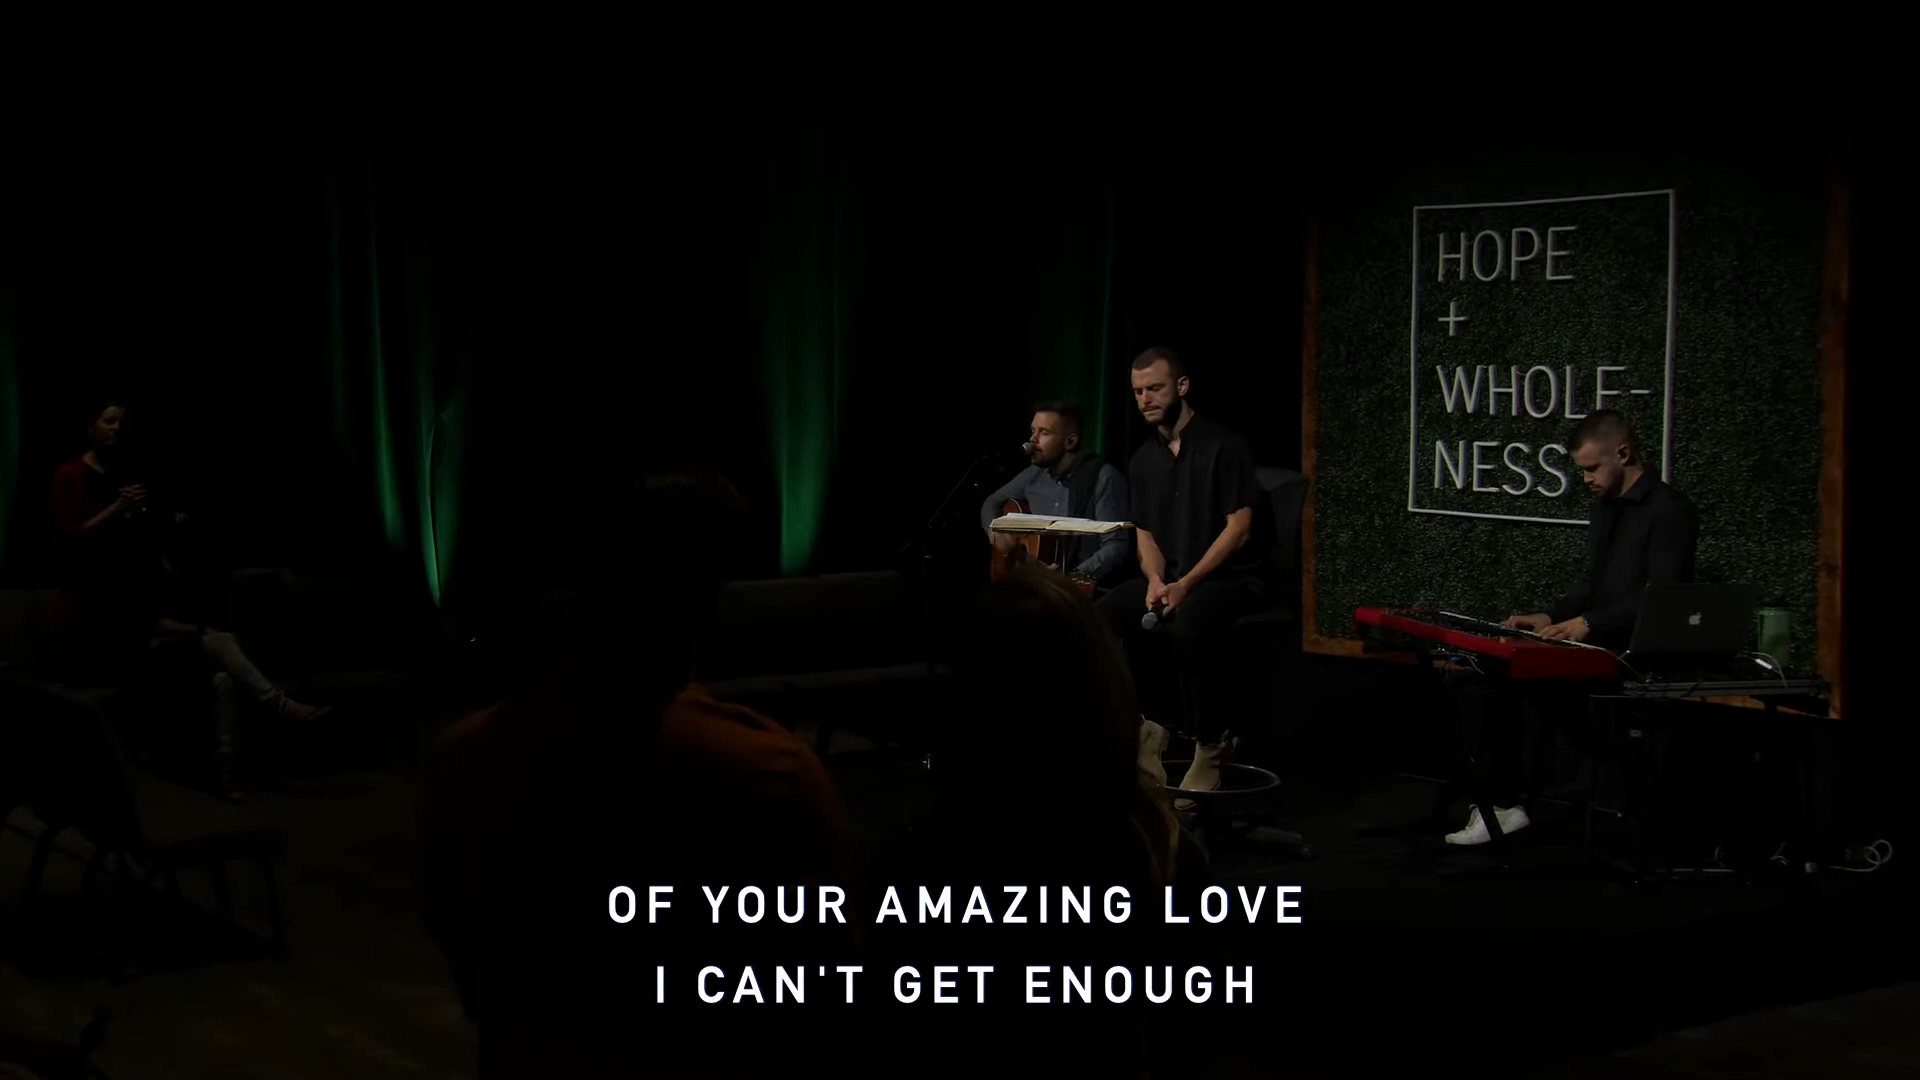 HOPE
+
WHOLE-
NESS
OF YOUR AMAZING LOVE
I CAN'T GET ENOUGH